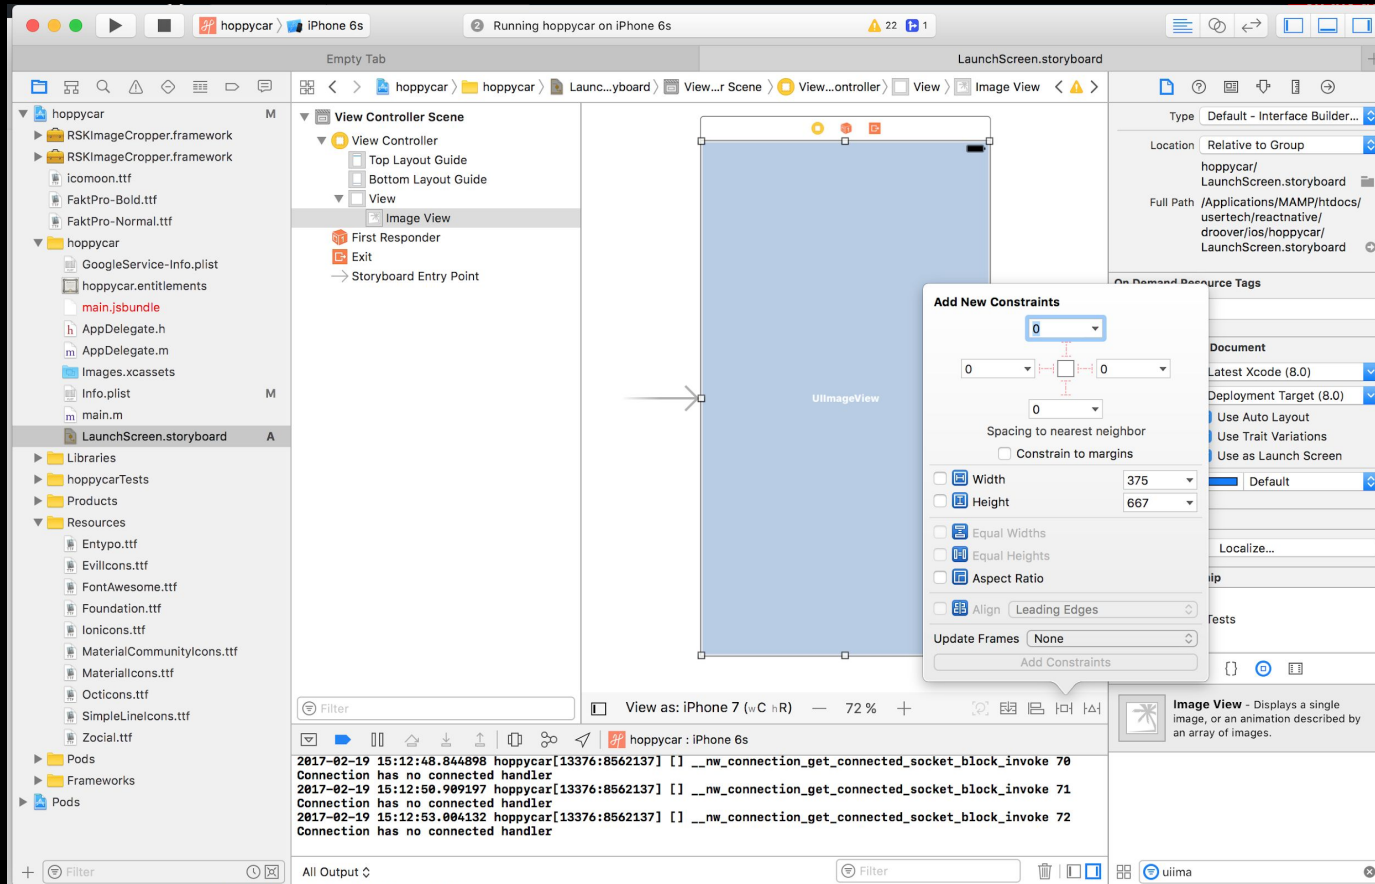 hoppycar
iPhone 6s
2
Running hoppycar on iPhone 6s
22
1
Empty Tab
LaunchScreen.storyboard
hoppycar
hoppycar
Launc...yboard
View...r Scene
View...ontroller
View
Image View
hoppycar M
RSKImageCropper.framework
RSKImageCropper.framework
icomoon.ttf
FaktPro-Bold.ttf
FaktPro-Normal.ttf
hoppycar
GoogleService-Info.plist
hoppycar.entitlements
main.jsbundle
h AppDelegate.h
m AppDelegate.m
Images.xcassets
Info.plist M
m main.m
LaunchScreen.storyboard A
Libraries
hoppycarTests
Products
Resources
Entypo.ttf
EvilIcons.ttf
FontAwesome.ttf
Foundation.ttf
Ionicons.ttf
MaterialCommunityIcons.ttf
MaterialIcons.ttf
Octicons.ttf
SimpleLineIcons.ttf
Zocial.ttf
Pods
Frameworks
Pods
Filter
View Controller Scene
View Controller
Top Layout Guide
Bottom Layout Guide
View
Image View
First Responder
Exit
Storyboard Entry Point
Filter
UIImageView
View as: iPhone 7 (wC hR)
72 %
Add New Constraints
0
0
0
0
Spacing to nearest neighbor
Constrain to margins
Width 375
Height 667
Equal Widths
Equal Heights
Aspect Ratio
Align Leading Edges
Update Frames None
Add Constraints
Type Default - Interface Builder...
Location Relative to Group
hoppycar/
LaunchScreen.storyboard
Full Path /Applications/MAMP/htdocs/
usertech/reactnative/
droover/ios/hoppycar/
LaunchScreen.storyboard
On Demand Resource Tags
Document
Latest Xcode (8.0)
Deployment Target (8.0)
Use Auto Layout
Use Trait Variations
Use as Launch Screen
Default
Localize...
ip
Tests
{}
Image View - Displays a single
image, or an animation described by
an array of images.
uiima
hoppycar : iPhone 6s
2017-02-19 15:12:48.844898 hoppycar[13376:8562137] [] __nw_connection_get_connected_socket_block_invoke 70
Connection has no connected handler
2017-02-19 15:12:50.909197 hoppycar[13376:8562137] [] __nw_connection_get_connected_socket_block_invoke 71
Connection has no connected handler
2017-02-19 15:12:53.004132 hoppycar[13376:8562137] [] __nw_connection_get_connected_socket_block_invoke 72
Connection has no connected handler
All Output
Filter